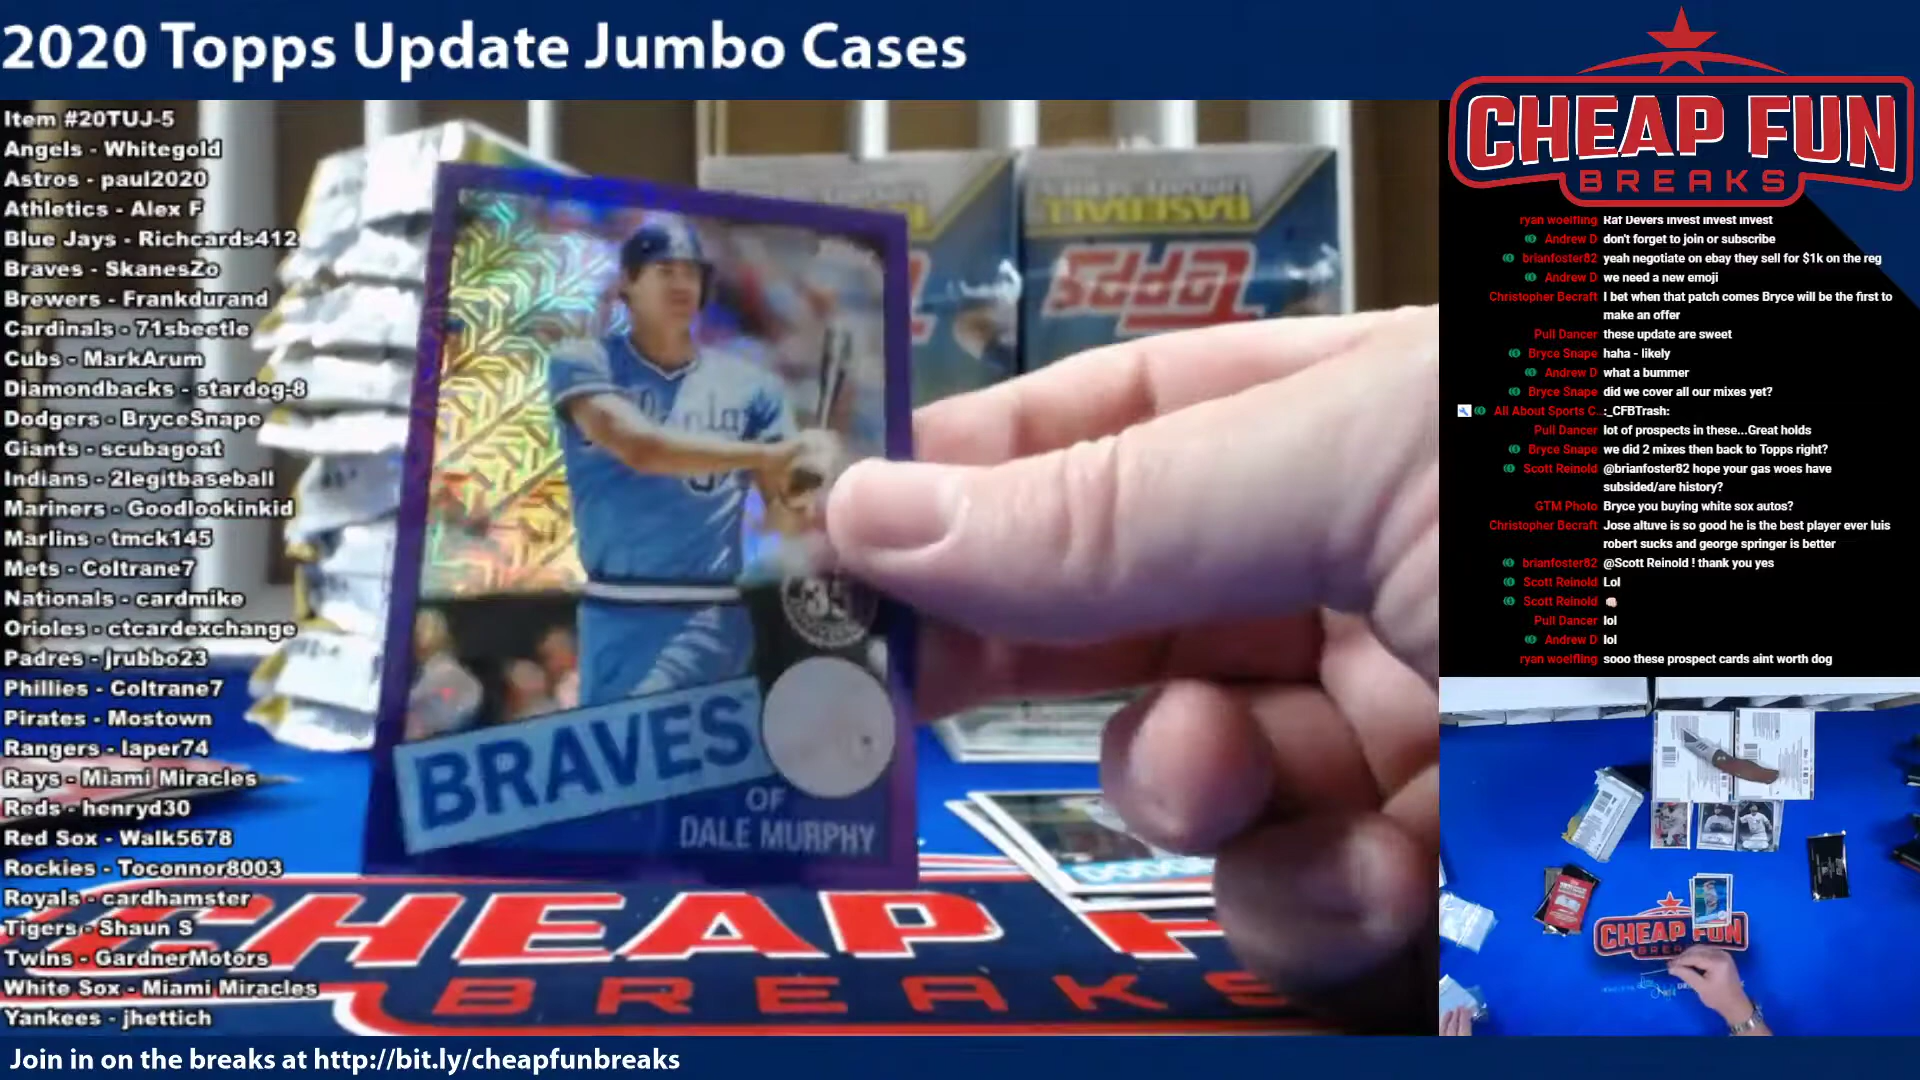 2020 Topps Update Jumbo Cases
CHEAP FUN
BREAKS
Item #20TUJ-5
Angels - Whitegold
Astros - paul2020
Athletics - Alex F
Blue Jays - Richcards412
Braves - SkanesZo
Brewers - Frankdurand
Cardinals - 71sbeetle
Cubs - MarkArum
Diamondbacks - stardog-8
Dodgers - BryceSnape
Giants - scubagoat
Indians - 2legitbaseball
Mariners - Goodlookinkid
Marlins - tmck145
Mets - Coltrane7
Nationals - cardmike
Orioles - ctcardexchange
Padres - jrubbo23
Phillies - Coltrane7
Pirates - Mostown
Rangers - laper74
Rays - Miami Miracles
Reds - henryd30
Red Sox - Walk5678
Rockies - Toconnor8003
Royals - cardhamster
Tigers - Shaun S
Twins - GardnerMotors
White Sox - Miami Miracles
Yankees - jhettich
BASEBALL
Topps
BRAVES
OF
DALE MURPHY
CHEAP F
BREAKS
ryan woelfling Raf Devers invest invest invest
Andrew D don't forget to join or subscribe
brianfoster82 yeah negotiate on ebay they sell for $1k on the reg
Andrew D we need a new emoji
Christopher Becraft I bet when that patch comes Bryce will be the first to
make an offer
Pull Dancer these update are sweet
Bryce Snape haha - likely
Andrew D what a bummer
Bryce Snape did we cover all our mixes yet?
All About Sports C... :_CFBTrash:
Pull Dancer lot of prospects in these...Great holds
Bryce Snape we did 2 mixes then back to Topps right?
Scott Reinold @brianfoster82 hope your gas woes have
subsided/are history?
GTM Photo Bryce you buying white sox autos?
Christopher Becraft Jose altuve is so good he is the best player ever luis
robert sucks and george springer is better
brianfoster82 @Scott Reinold ! thank you yes
Scott Reinold Lol
Scott Reinold 👊🏻
Pull Dancer lol
Andrew D lol
ryan woelfling sooo these prospect cards aint worth dog
CHEAP FUN
BREAKS
Join in on the breaks at http://bit.ly/cheapfunbreaks